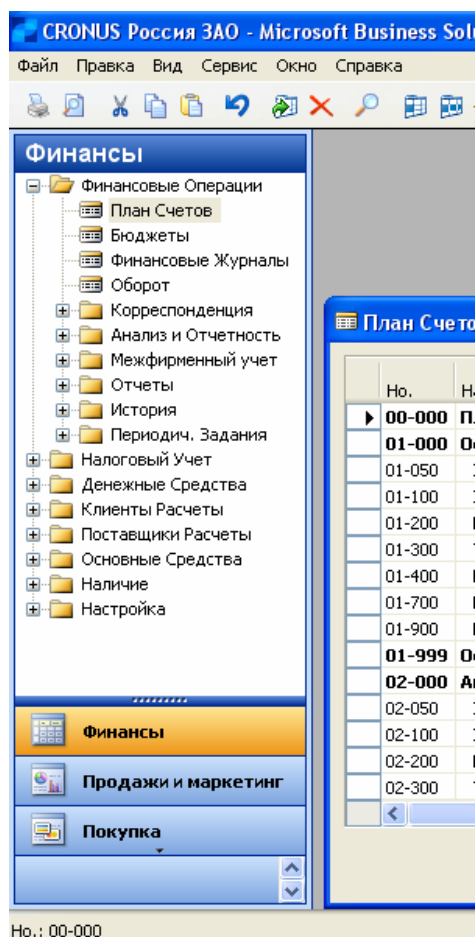 CRONUS Россия ЗАО - Microsoft Business
Файл Правка Вид Сервис Окно Справка
Финансы
Финансовые Операции
План Счетов
Бюджеты
Финансовые Журналы
Оборот
Корреспонденция
Анализ и Отчетность
Межфирменный учет
Отчеты
История
Периодич. Задания
Налоговый Учет
Денежные Средства
Клиенты Расчеты
Поставщики Расчеты
Основные Средства
Наличие
Настройка
Финансы
Продажи и маркетинг
Покупка
План
Но.
00-000
01-000
01-050
01-100
01-200
01-300
01-400
01-700
01-900
01-999
02-000
02-050
02-100
02-200
02-300
Но.: 00-000